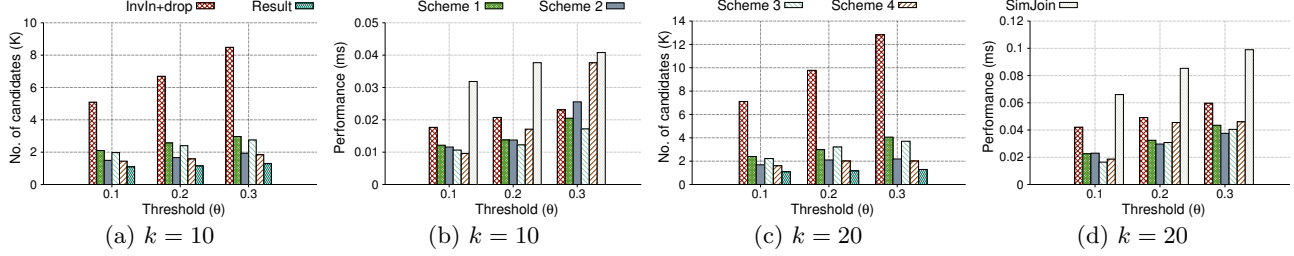 InvIn+drop Result Scheme 1 Scheme 2 Scheme 3 Scheme 4 SimJoin
No. of candidates (K)
10
8
6
4
2
0
0.1 0.2 0.3
Threshold (θ)
(a) k = 10
Performance (ms)
0.05
0.04
0.03
0.02
0.01
0
0.1 0.2 0.3
Threshold (θ)
(b) k = 10
No. of candidates (K)
14
12
10
8
6
4
2
0
0.1 0.2 0.3
Threshold (θ)
(c) k = 20
Performance (ms)
0.12
0.1
0.08
0.06
0.04
0.02
0
0.1 0.2 0.3
Threshold (θ)
(d) k = 20